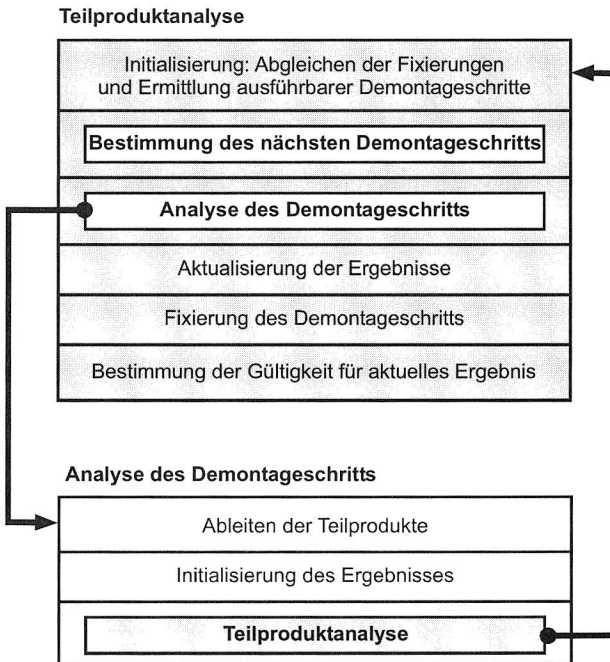 Teilproduktanalyse
Initialisierung: Abgleichen der Fixierungen
und Ermittlung ausführbarer Demontageschritte
Bestimmung des nächsten Demontageschritts
Analyse des Demontageschritts
Aktualisierung der Ergebnisse
Fixierung des Demontageschritts
Bestimmung der Gültigkeit für aktuelles Ergebnis
Analyse des Demontageschritts
Ableiten der Teilprodukte
Initialisierung des Ergebnisses
Teilproduktanalyse